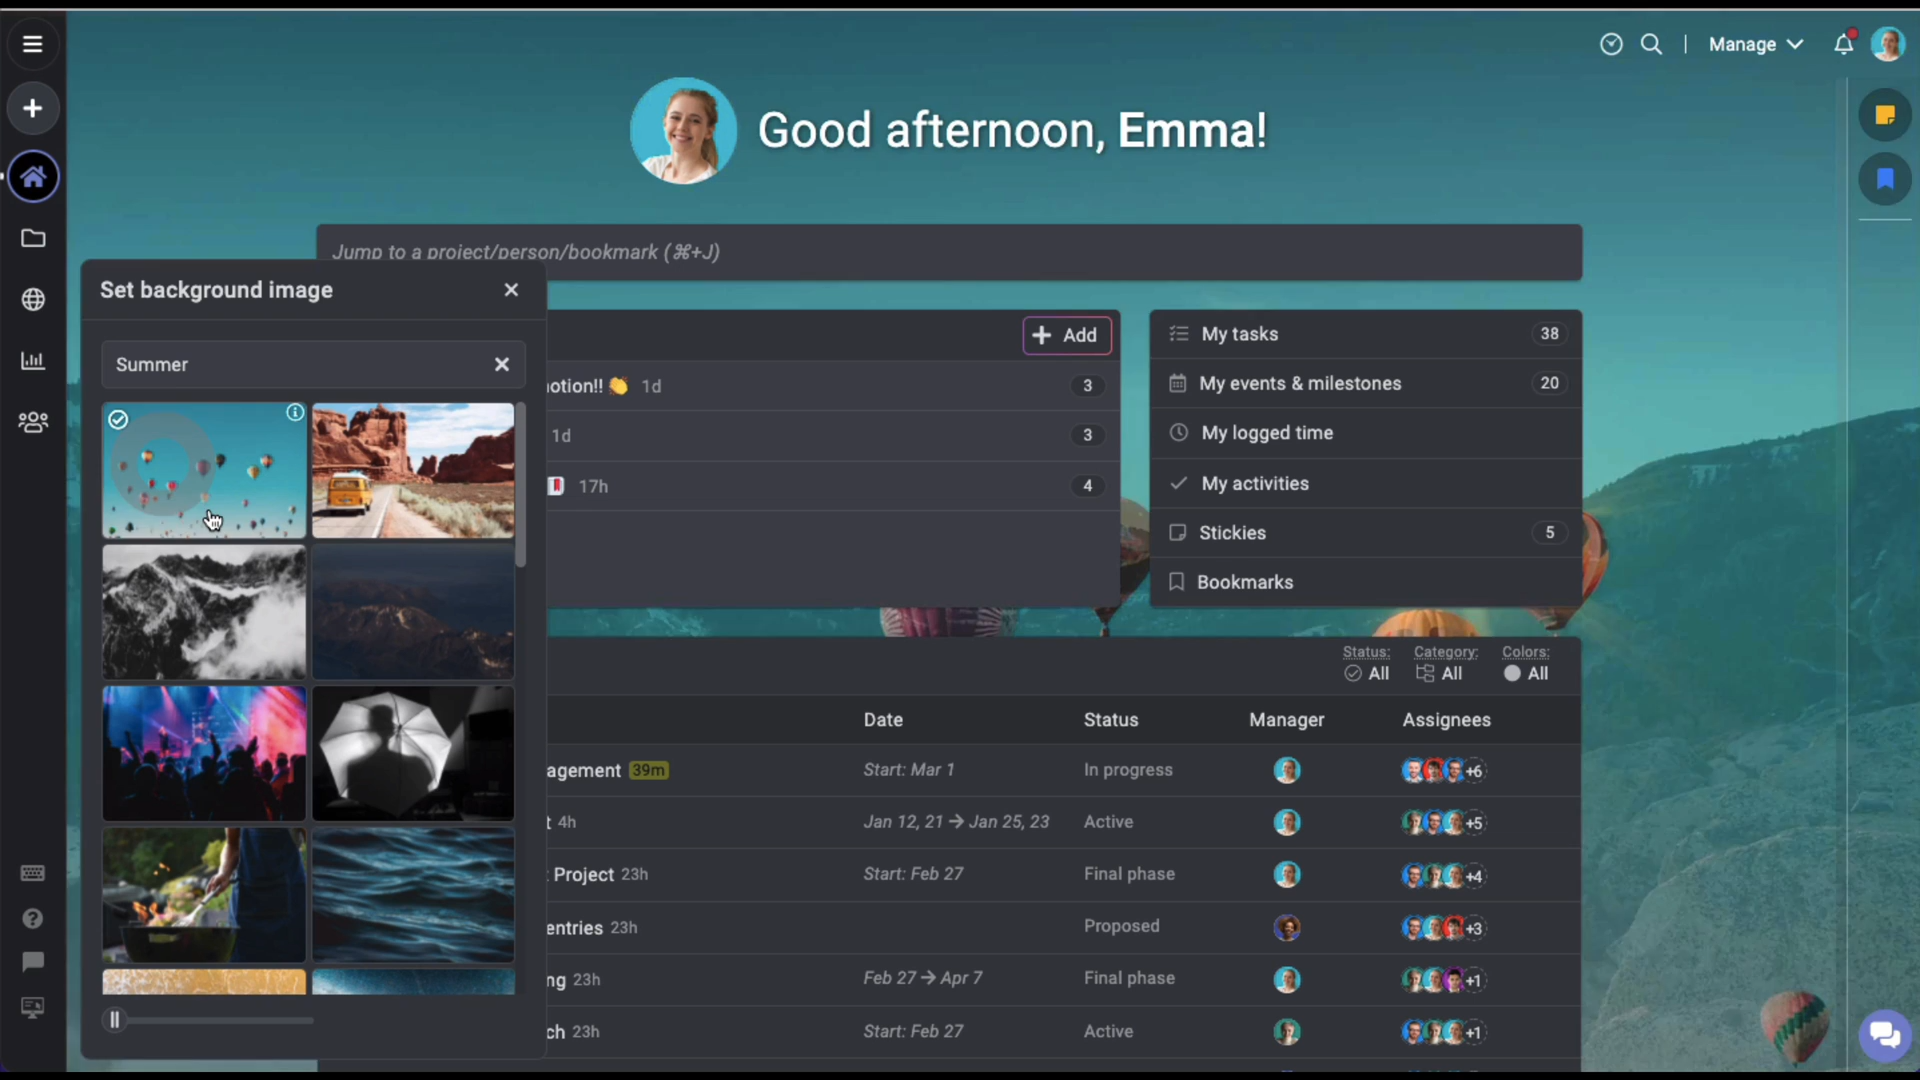 Manage
Good afternoon, Emma!
Jump to a project/person/bookmark (⌘+J)
Set background image
Summer
+ Add
otion!! 👏 1d 3
1d 3
17h 4
My tasks 38
My events & milestones 20
My logged time
My activities
Stickies 5
Bookmarks
Status: Category: Colors:
All All All
Date Status Manager Assignees
agement 39m Start: Mar 1 In progress +6
t 4h Jan 12, 21 → Jan 25, 23 Active +5
t Project 23h Start: Feb 27 Final phase +4
entries 23h Proposed +3
ng 23h Feb 27 → Apr 7 Final phase +1
ch 23h Start: Feb 27 Active +1